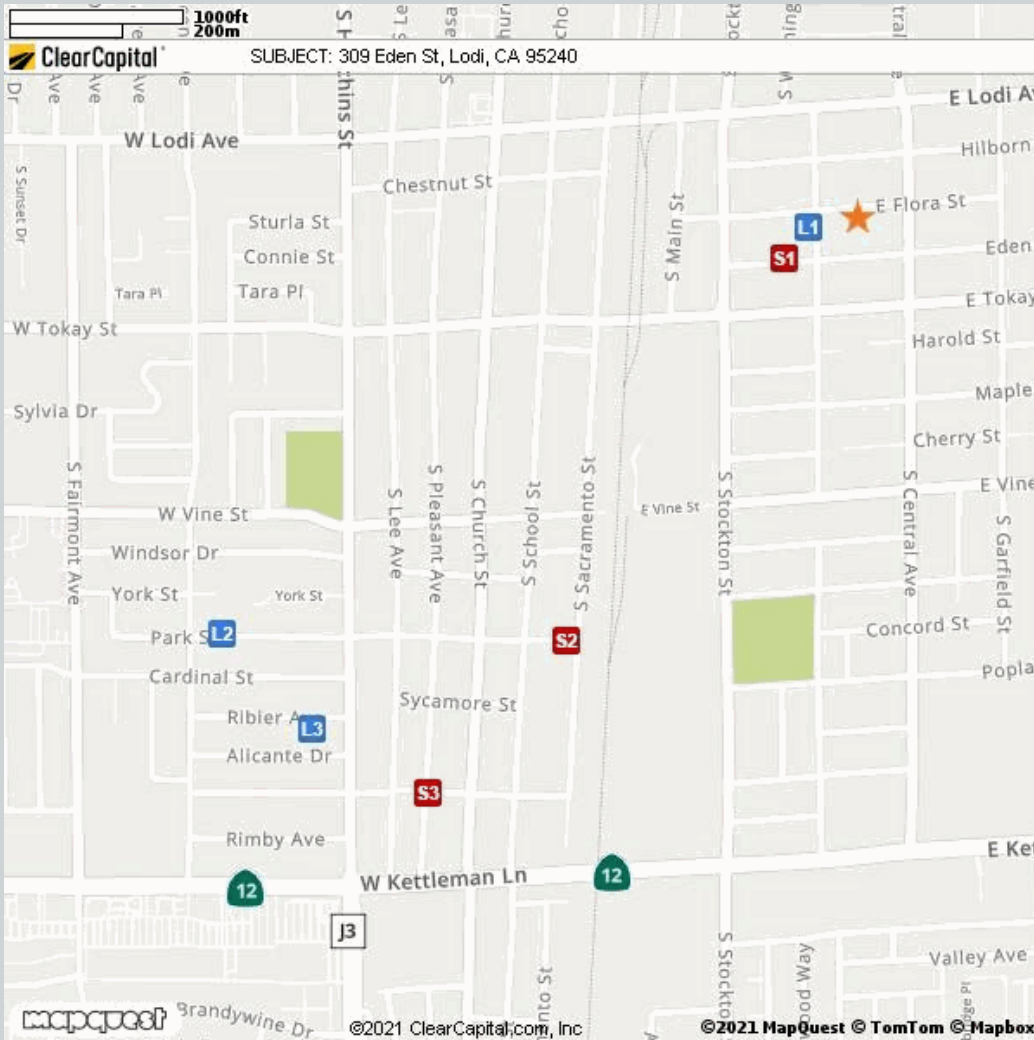 1000ft
200m
ClearCapital
SUBJECT: 309 Eden St, Lodi, CA 95240
E Lodi Av
W Lodi Ave
Hilborn
Chestnut St
S Sunset Dr
S Main St
E Flora St
L1
Sturla St
S1
Eden
Connie St
Tara Pl
Tara Pl
E Tokay
W Tokay St
Harold St
Maple
Sylvia Dr
Cherry St
S Fairmont Ave
S Lee Ave
S Pleasant Ave
S Church St
S School St
S Sacramento St
S Stockton St
S Central Ave
S Garfield St
E Vine
E Vine St
W Vine St
Windsor Dr
York St
York St
Park S
L2
S2
Concord St
Cardinal St
Popla
Sycamore St
Ribier A
L3
Alicante Dr
S3
Rimby Ave
E Ket
W Kettleman Ln
12
12
J3
S Stockto
Valley Ave
Brandywine Dr
mapquest
©2021 ClearCapital.com, Inc
©2021 MapQuest © TomTom © Mapbox